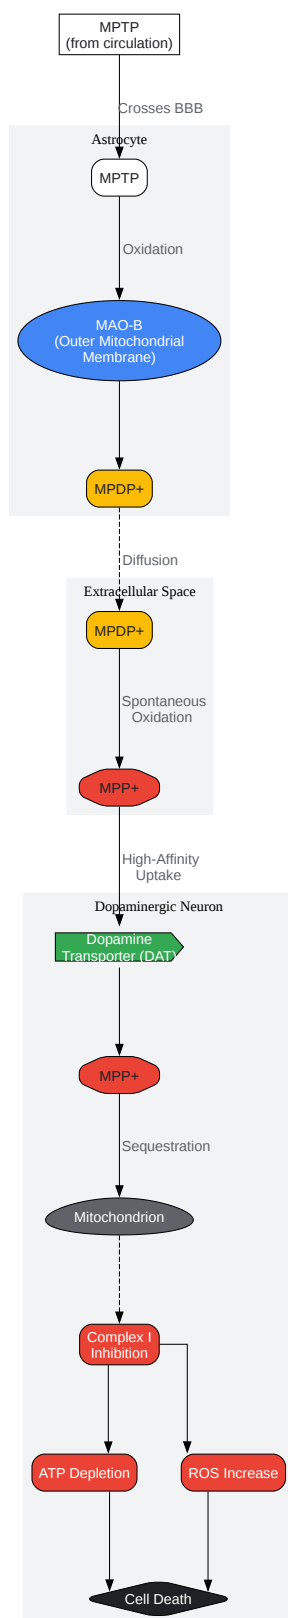 MPTP
(from circulation)
Crosses BBB
Astrocyte
MPTP
Oxidation
MAO-B
(Outer Mitochondrial
Membrane)
MPDP+
Diffusion
Extracellular Space
MPDP+
Spontaneous
Oxidation
MPP+
High-Affinity
Uptake
Dopaminergic Neuron
Dopamine
Transporter (DAT)
MPP+
Sequestration
Mitochondrion
Complex I
Inhibition
ATP Depletion
ROS Increase
Cell Death